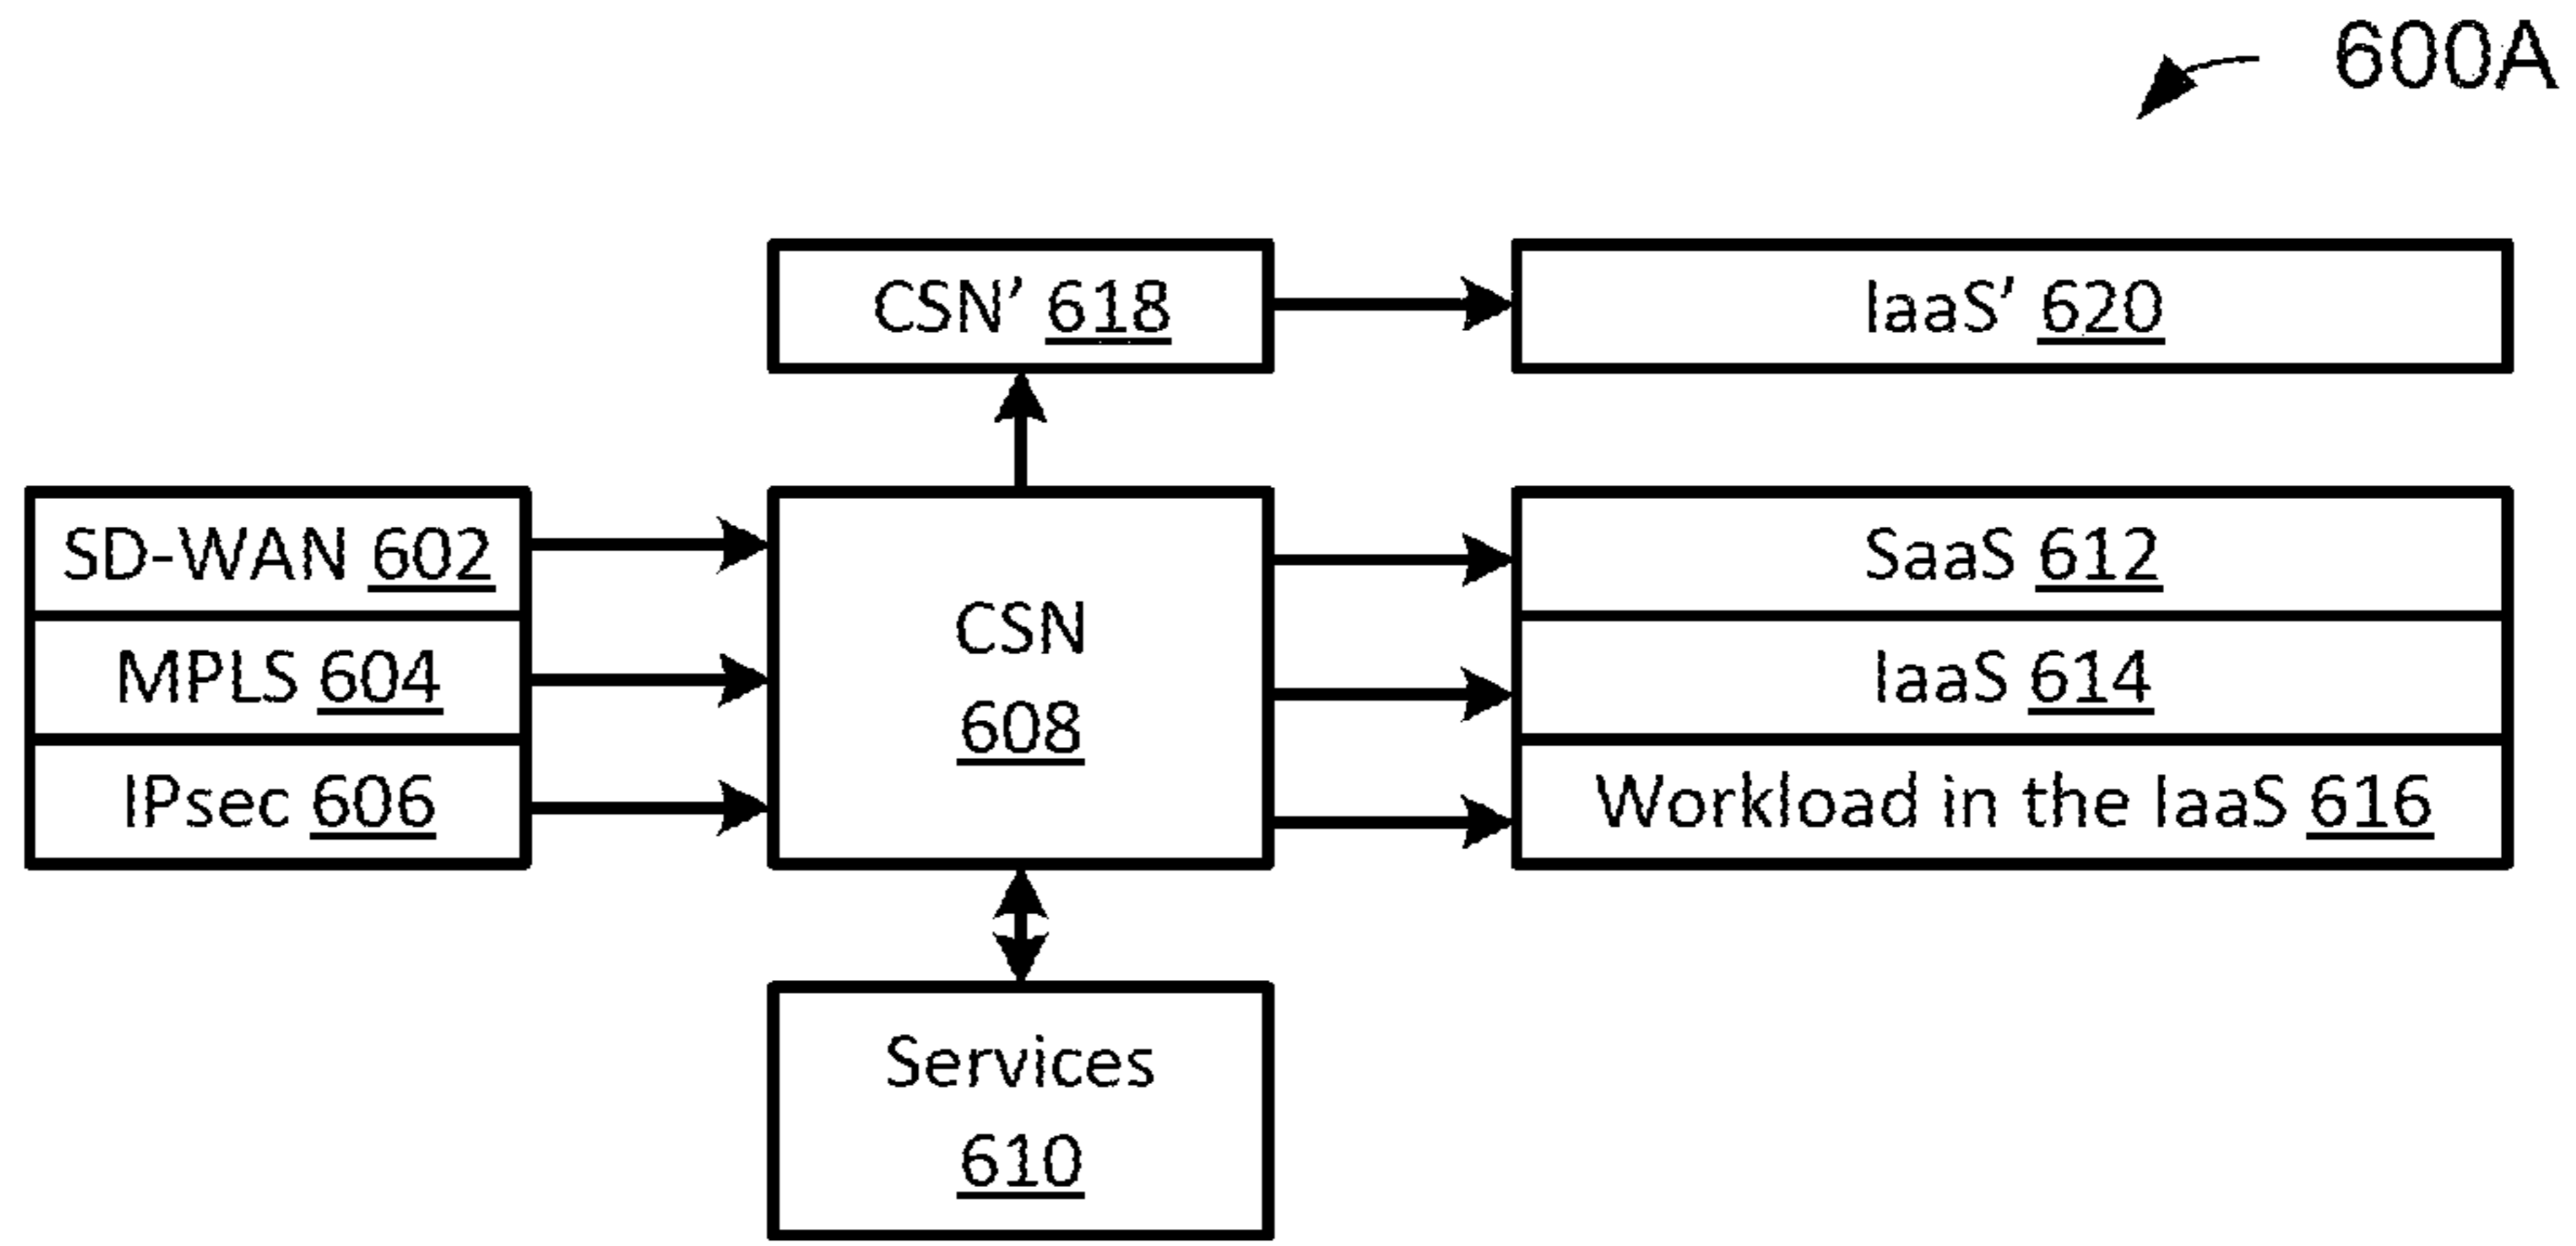 600A
CSN’ 618
IaaS’ 620
SD-WAN 602
MPLS 604
IPsec 606
CSN
608
SaaS 612
IaaS 614
Workload in the IaaS 616
Services
610